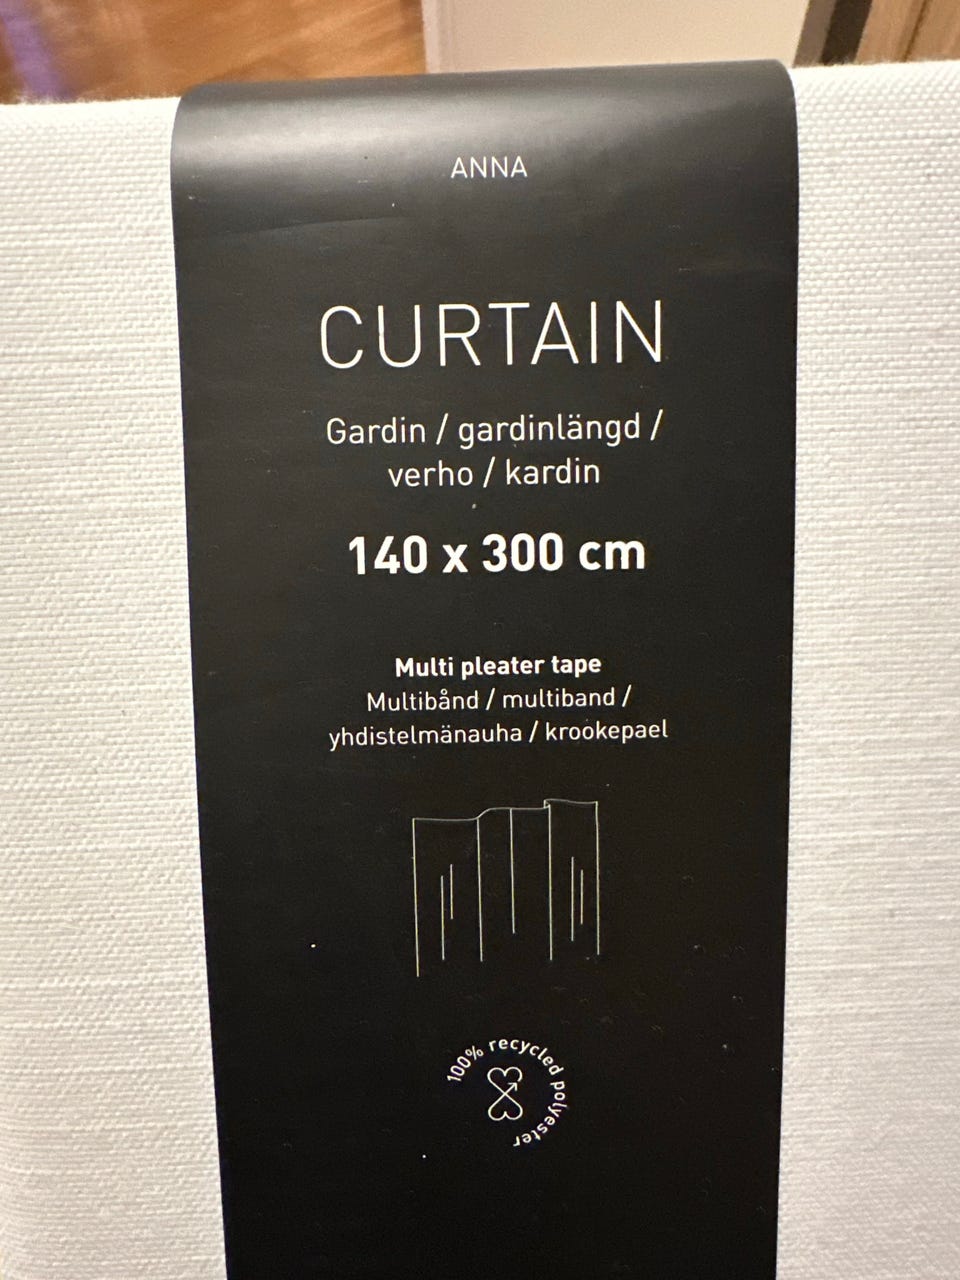 ANNA
CURTAIN
Gardin / gardinlängd /
verho / kardin
140 x 300 cm
Multi pleater tape
Multibånd / multiband /
yhdistelmänauha / krookepael
100% recycled polyester